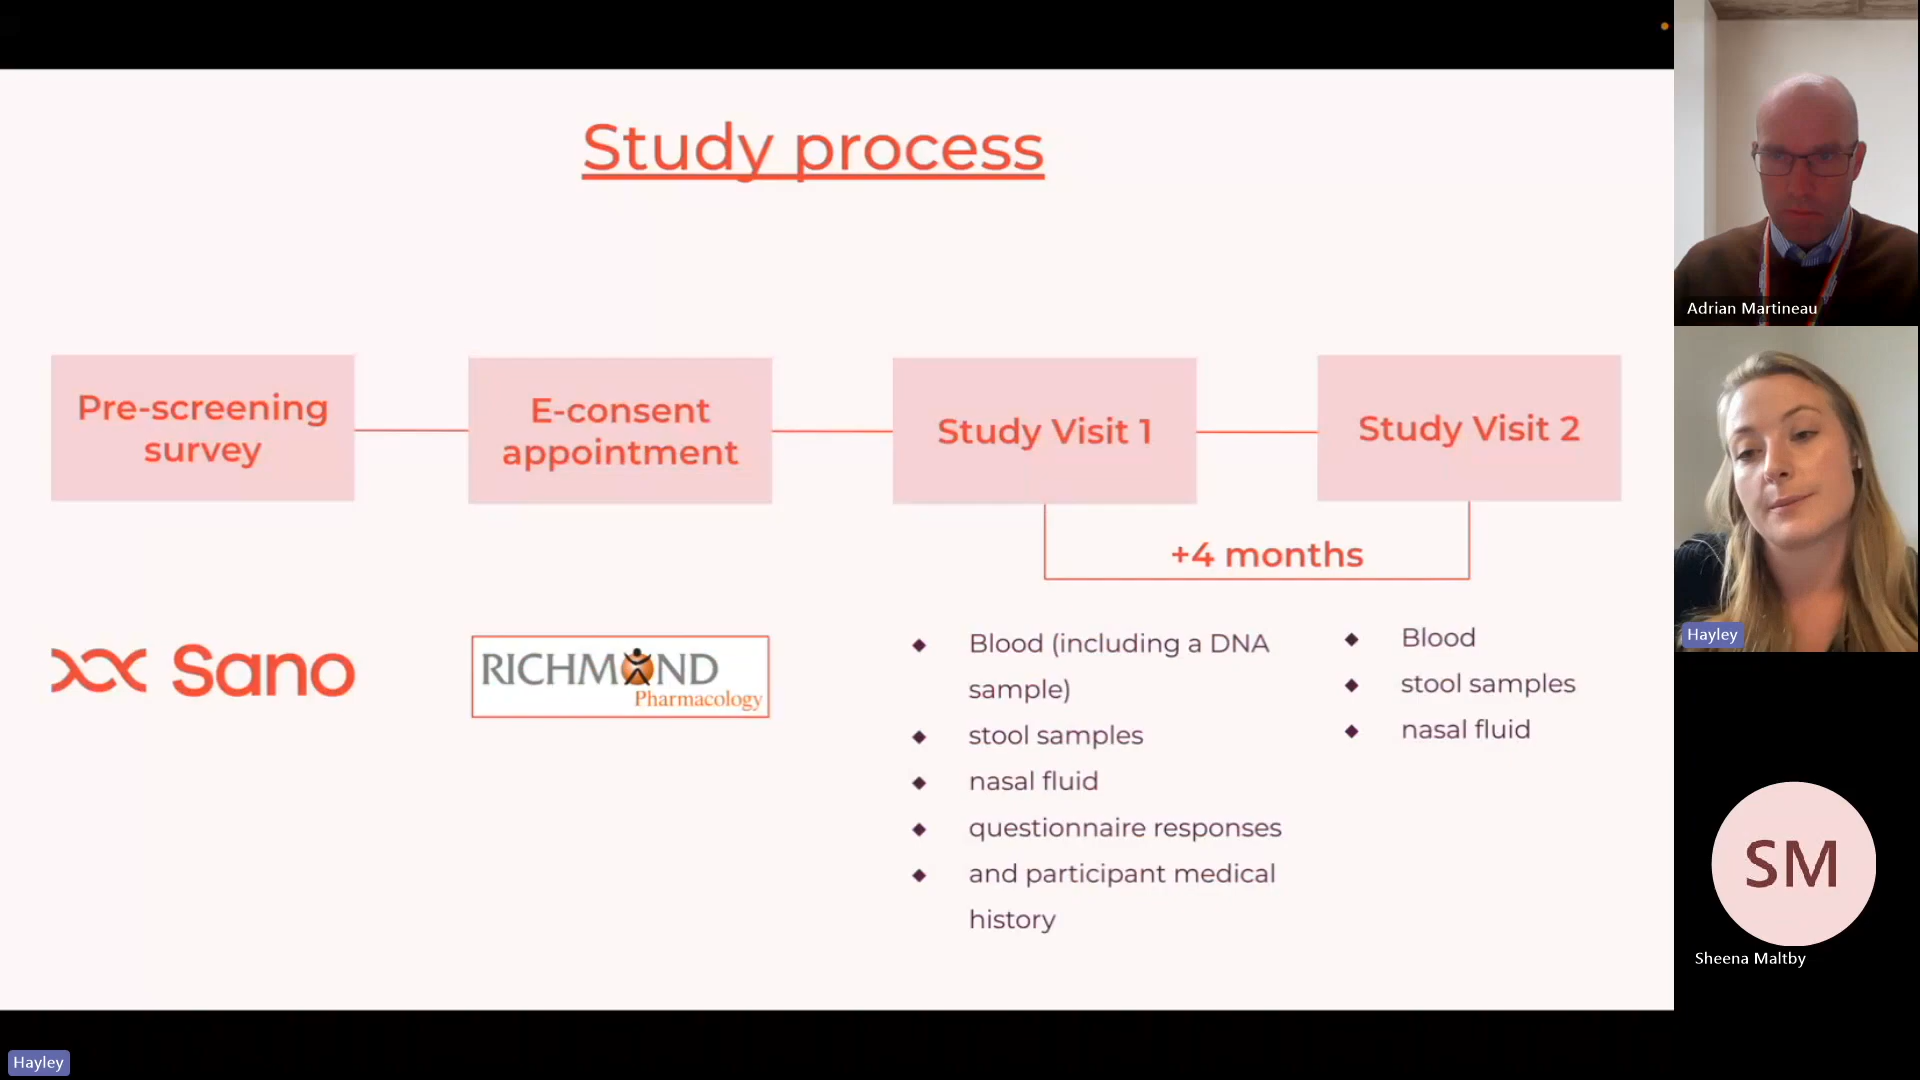 Study process
Pre-screening
survey
E-consent
appointment
Study Visit 1
Study Visit 2
+4 months
Sano
RICHMOND
Pharmacology
Blood (including a DNA
sample)
stool samples
nasal fluid
questionnaire responses
and participant medical
history
Blood
stool samples
nasal fluid
Adrian Martineau
Hayley
SM
Sheena Maltby
Hayley